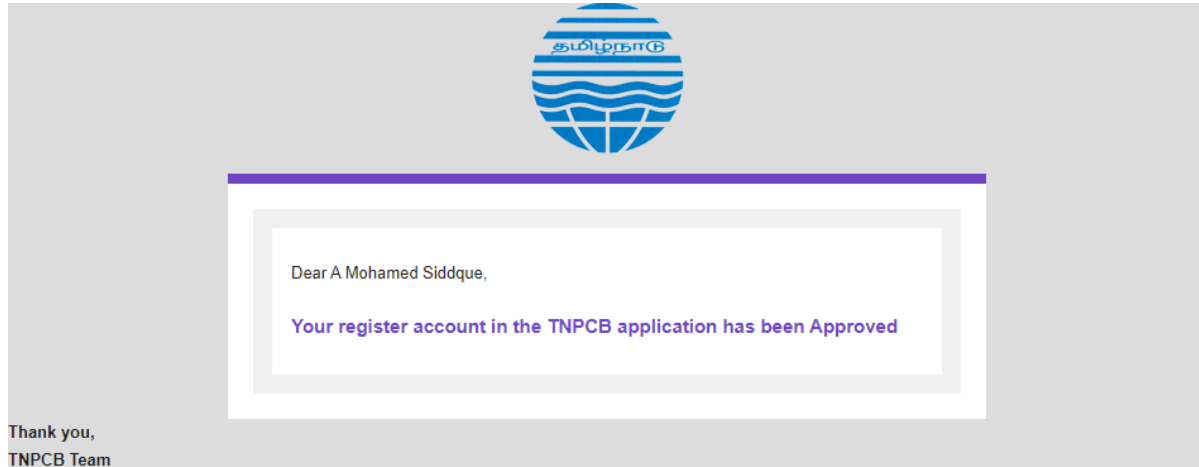 தமிழ்நாடு
Dear A Mohamed Siddque,
Your register account in the TNPCB application has been Approved
Thank you,
TNPCB Team